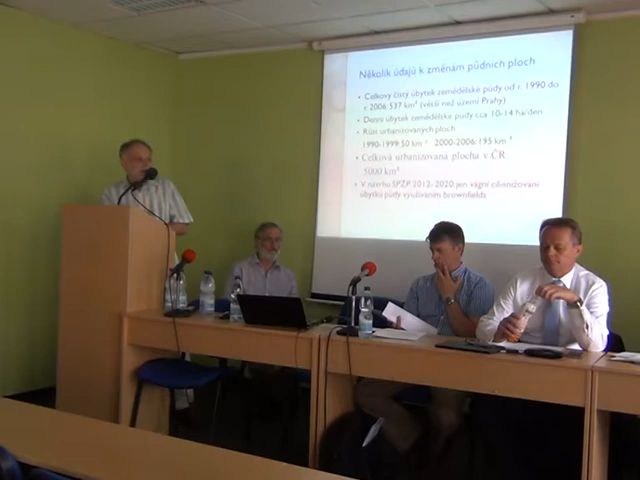 Několik údajů k změnám půdních ploch
• Celkový čistý úbytek zemědělské půdy od r. 1990 do
r. 2006: 537 km² (větší než území Prahy)
• Denní úbytek zemědělské půdy cca 10-14 ha/den
• Růst urbanizovaných ploch
1990-1999: 50 km² 2000-2006: 195 km²
• Celková urbanizovaná plocha v ČR
5000 km²
• V návrhu SPŽP 2012-2020 jen vágní
úbytku půdy využíváním brownfields